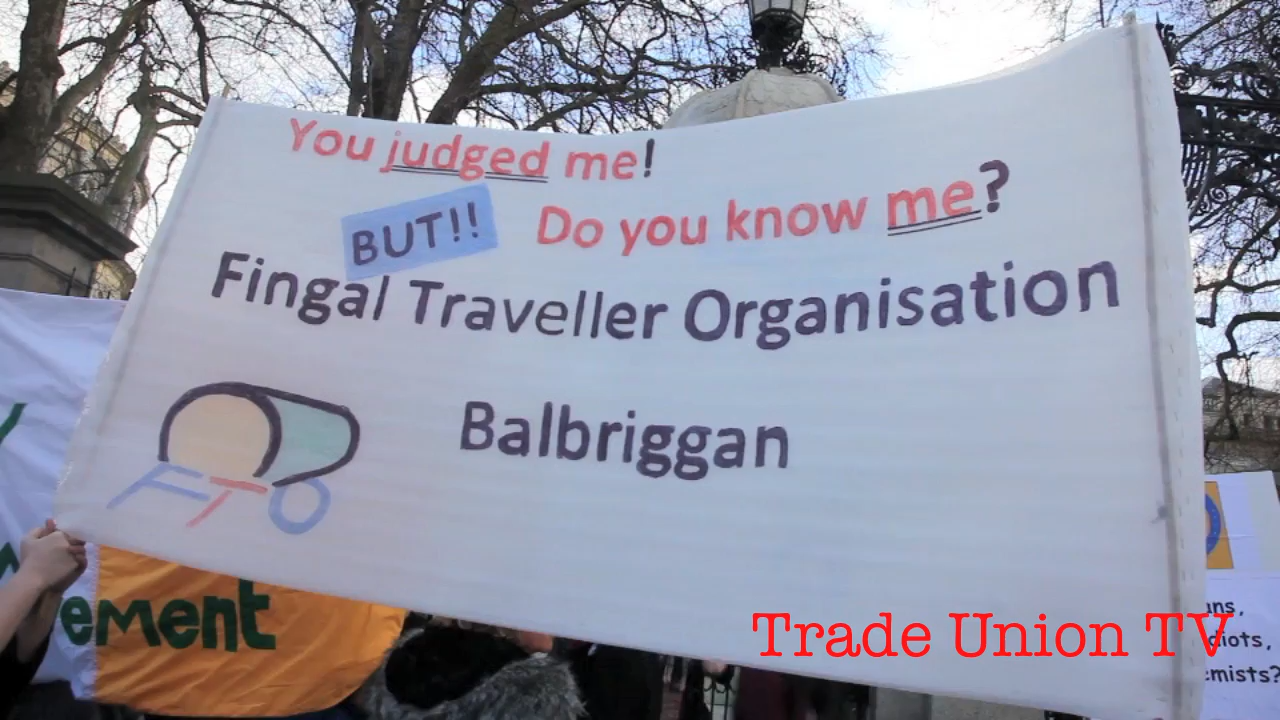 You judged me!
BUT!! Do you know me?
Fingal Traveller Organisation
Balbriggan
FTO
ement
Trade Union TV